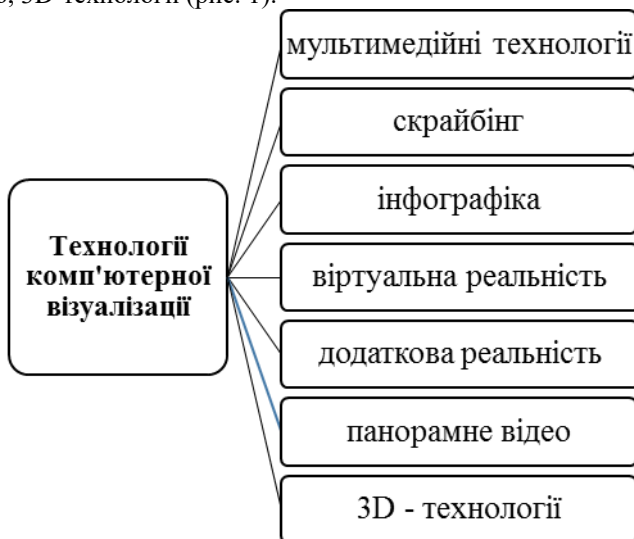 3D технології (рис. 1).
мультимедійні технології
скрайбінг
інфографіка
Технології
комп'ютерної
візуалізації
віртуальна реальність
додаткова реальність
панорамне відео
3D - технології